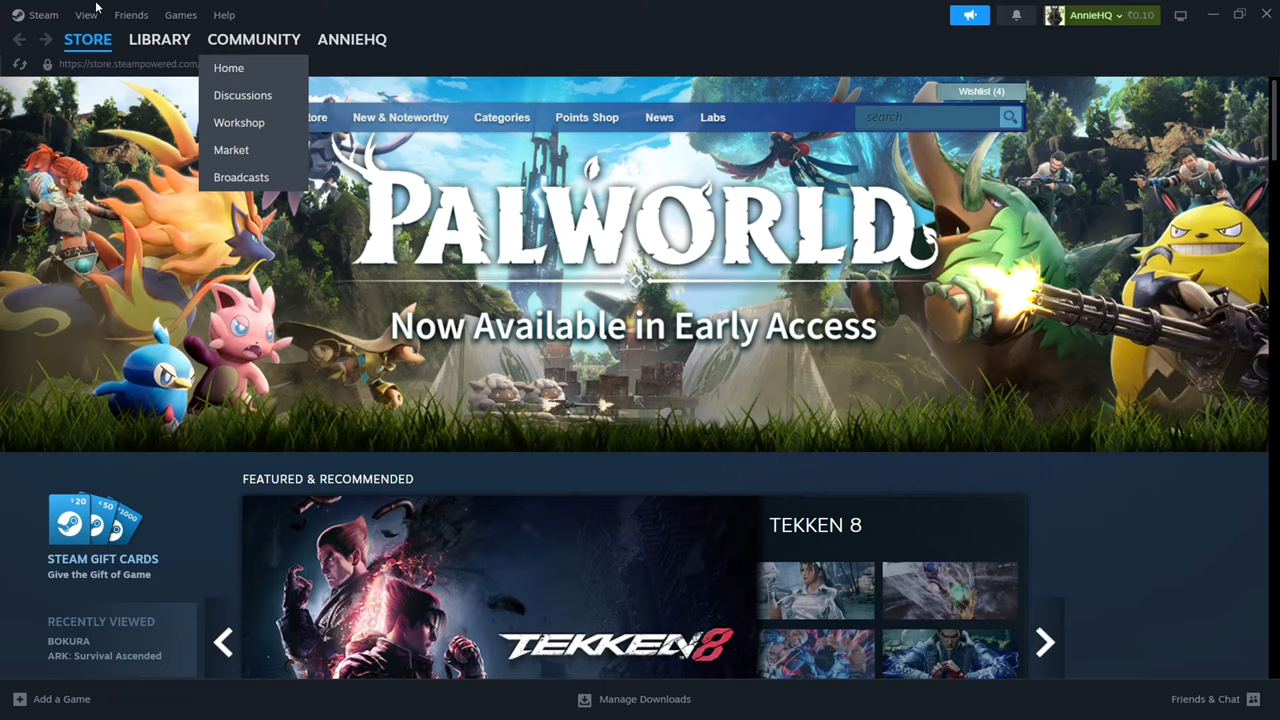 Steam View Friends Games Help AnnieHQ ₹0.10
STORE LIBRARY COMMUNITY ANNIEHQ
https://store.steampowered.com/
Home
Discussions
Workshop
Market
Broadcasts
Wishlist (4)
New & Noteworthy Categories Points Shop News Labs search
PALWORLD
Now Available in Early Access
FEATURED & RECOMMENDED
$20 €50 ₹1000
STEAM GIFT CARDS
Give the Gift of Game
RECENTLY VIEWED
BOKURA
ARK: Survival Ascended
TEKKEN 8
TEKKEN 8
Add a Game Manage Downloads Friends & Chat